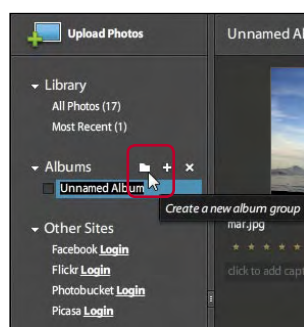 Upload Photos
Unnamed Al
Library
All Photos (17)
Most Recent (1)
Albums
Unnamed Album
Create a new album group
mar.jpg
click to add capt
Other Sites
Facebook Login
Flickr Login
Photobucket Login
Picasa Login